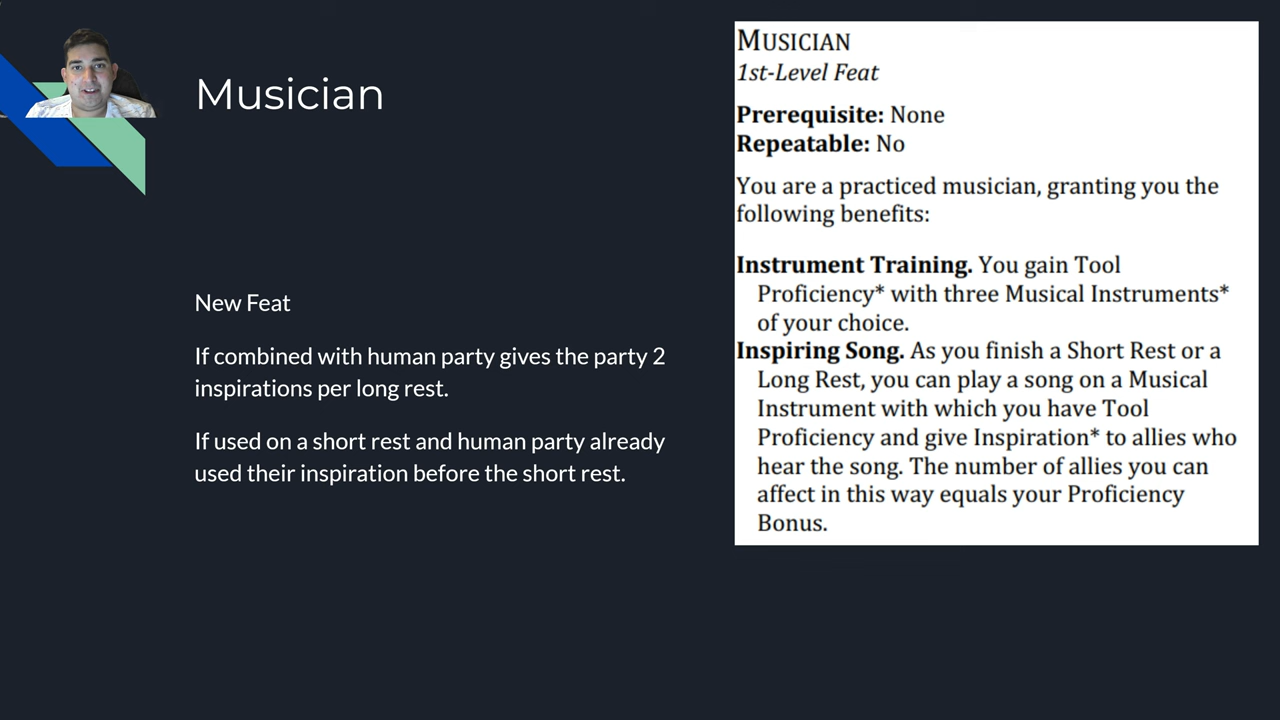 Musician
New Feat
If combined with human party gives the party 2
inspirations per long rest.
If used on a short rest and human party already
used their inspiration before the short rest.
MUSICIAN
1st-Level Feat
Prerequisite: None
Repeatable: No
You are a practiced musician, granting you the
following benefits:
Instrument Training. You gain Tool
Proficiency* with three Musical Instruments*
of your choice.
Inspiring Song. As you finish a Short Rest or a
Long Rest, you can play a song on a Musical
Instrument with which you have Tool
Proficiency and give Inspiration* to allies who
hear the song. The number of allies you can
affect in this way equals your Proficiency
Bonus.